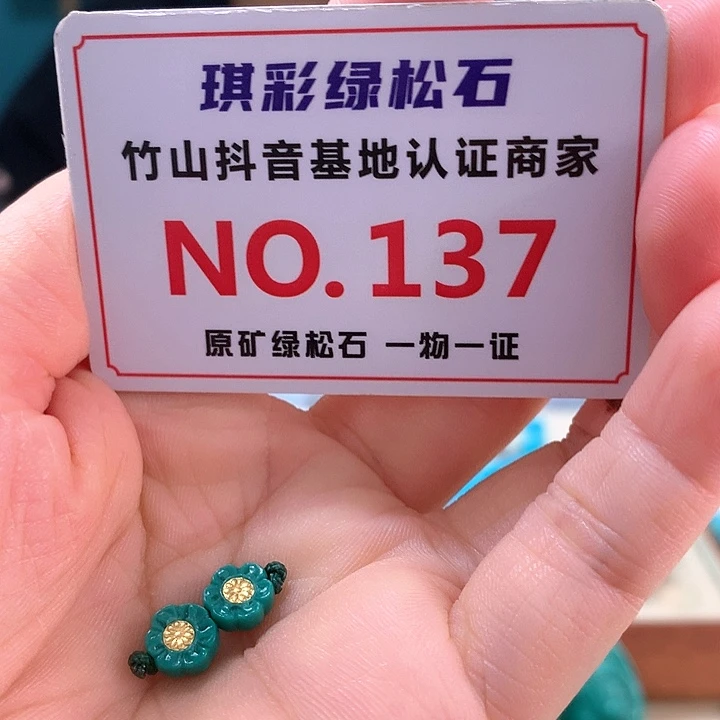 琪彩绿松石
竹山抖音基地认证商家
NO.137
原矿绿松石 一物一证